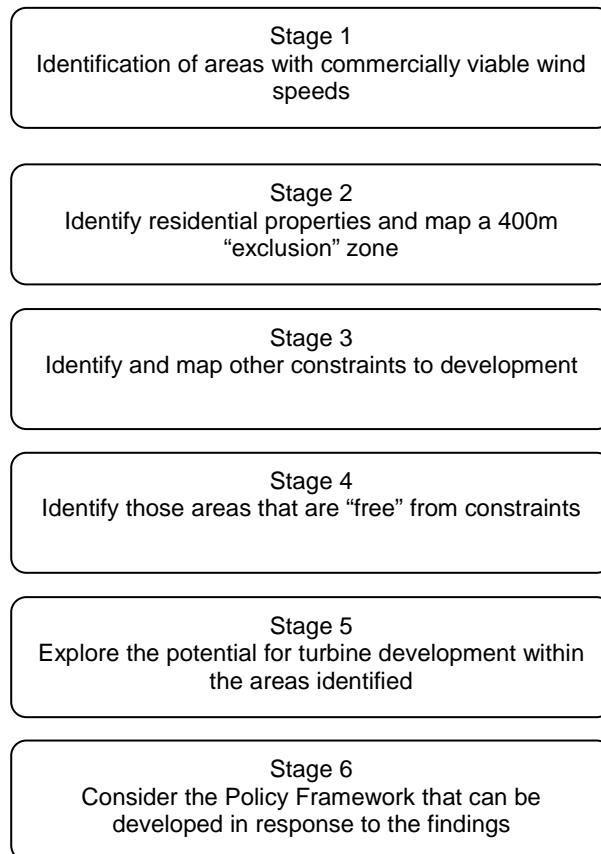 Stage 1
Identification of areas with commercially viable wind
speeds
Stage 2
Identify residential properties and map a 400m
“exclusion” zone
Stage 3
Identify and map other constraints to development
Stage 4
Identify those areas that are “free” from constraints
Stage 5
Explore the potential for turbine development within
the areas identified
Stage 6
Consider the Policy Framework that can be
developed in response to the findings